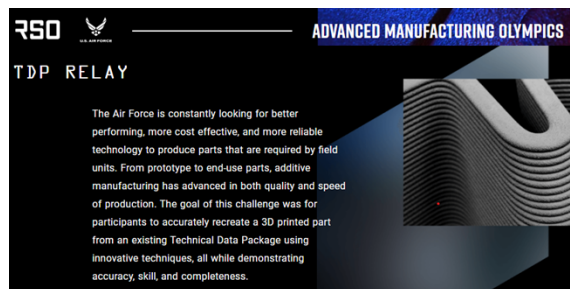 RSO
U.S. AIR FORCE
ADVANCED MANUFACTURING OLYMPICS
TDP RELAY
The Air Force is constantly looking for better
performing, more cost effective, and more reliable
technology to produce parts that are required by field
units. From prototype to end-use parts, additive
manufacturing has advanced in both quality and speed
of production. The goal of this challenge was for
participants to accurately recreate a 3D printed part
from an existing Technical Data Package using
innovative techniques, all while demonstrating
accuracy, skill, and completeness.